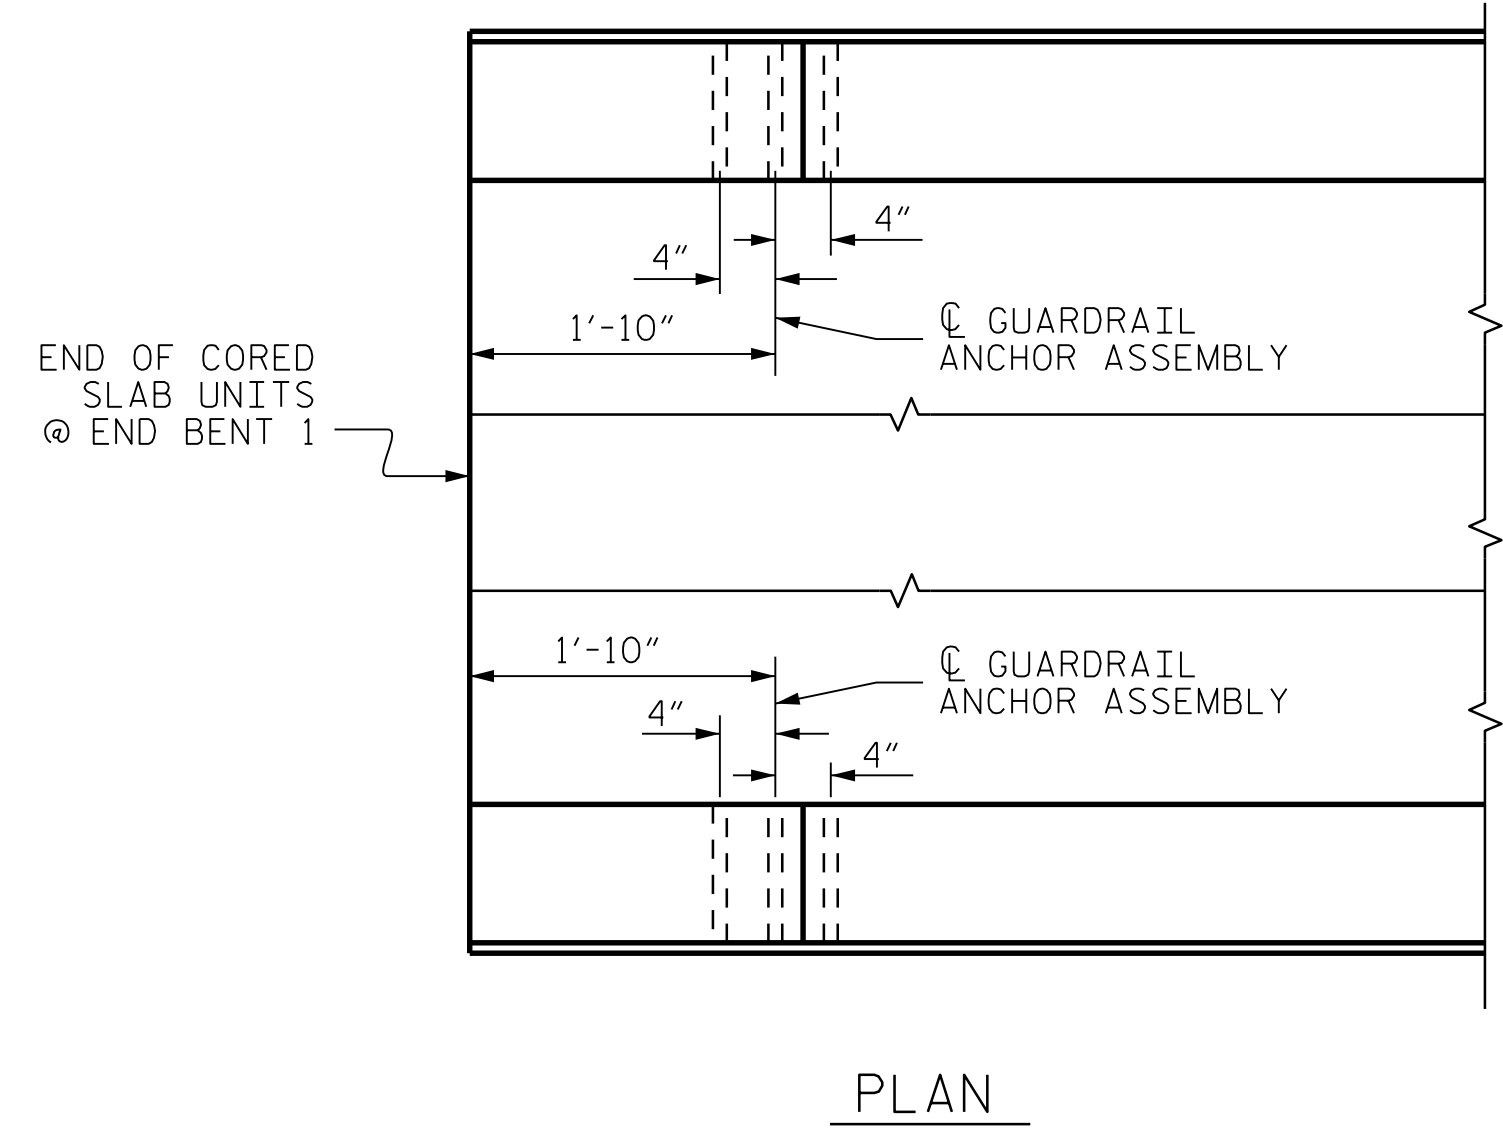 4"
4"
1'-10"
℄ GUARDRAIL
ANCHOR ASSEMBLY
END OF CORED
SLAB UNITS
@ END BENT 1
1'-10"
℄ GUARDRAIL
ANCHOR ASSEMBLY
4"
4"
PLAN